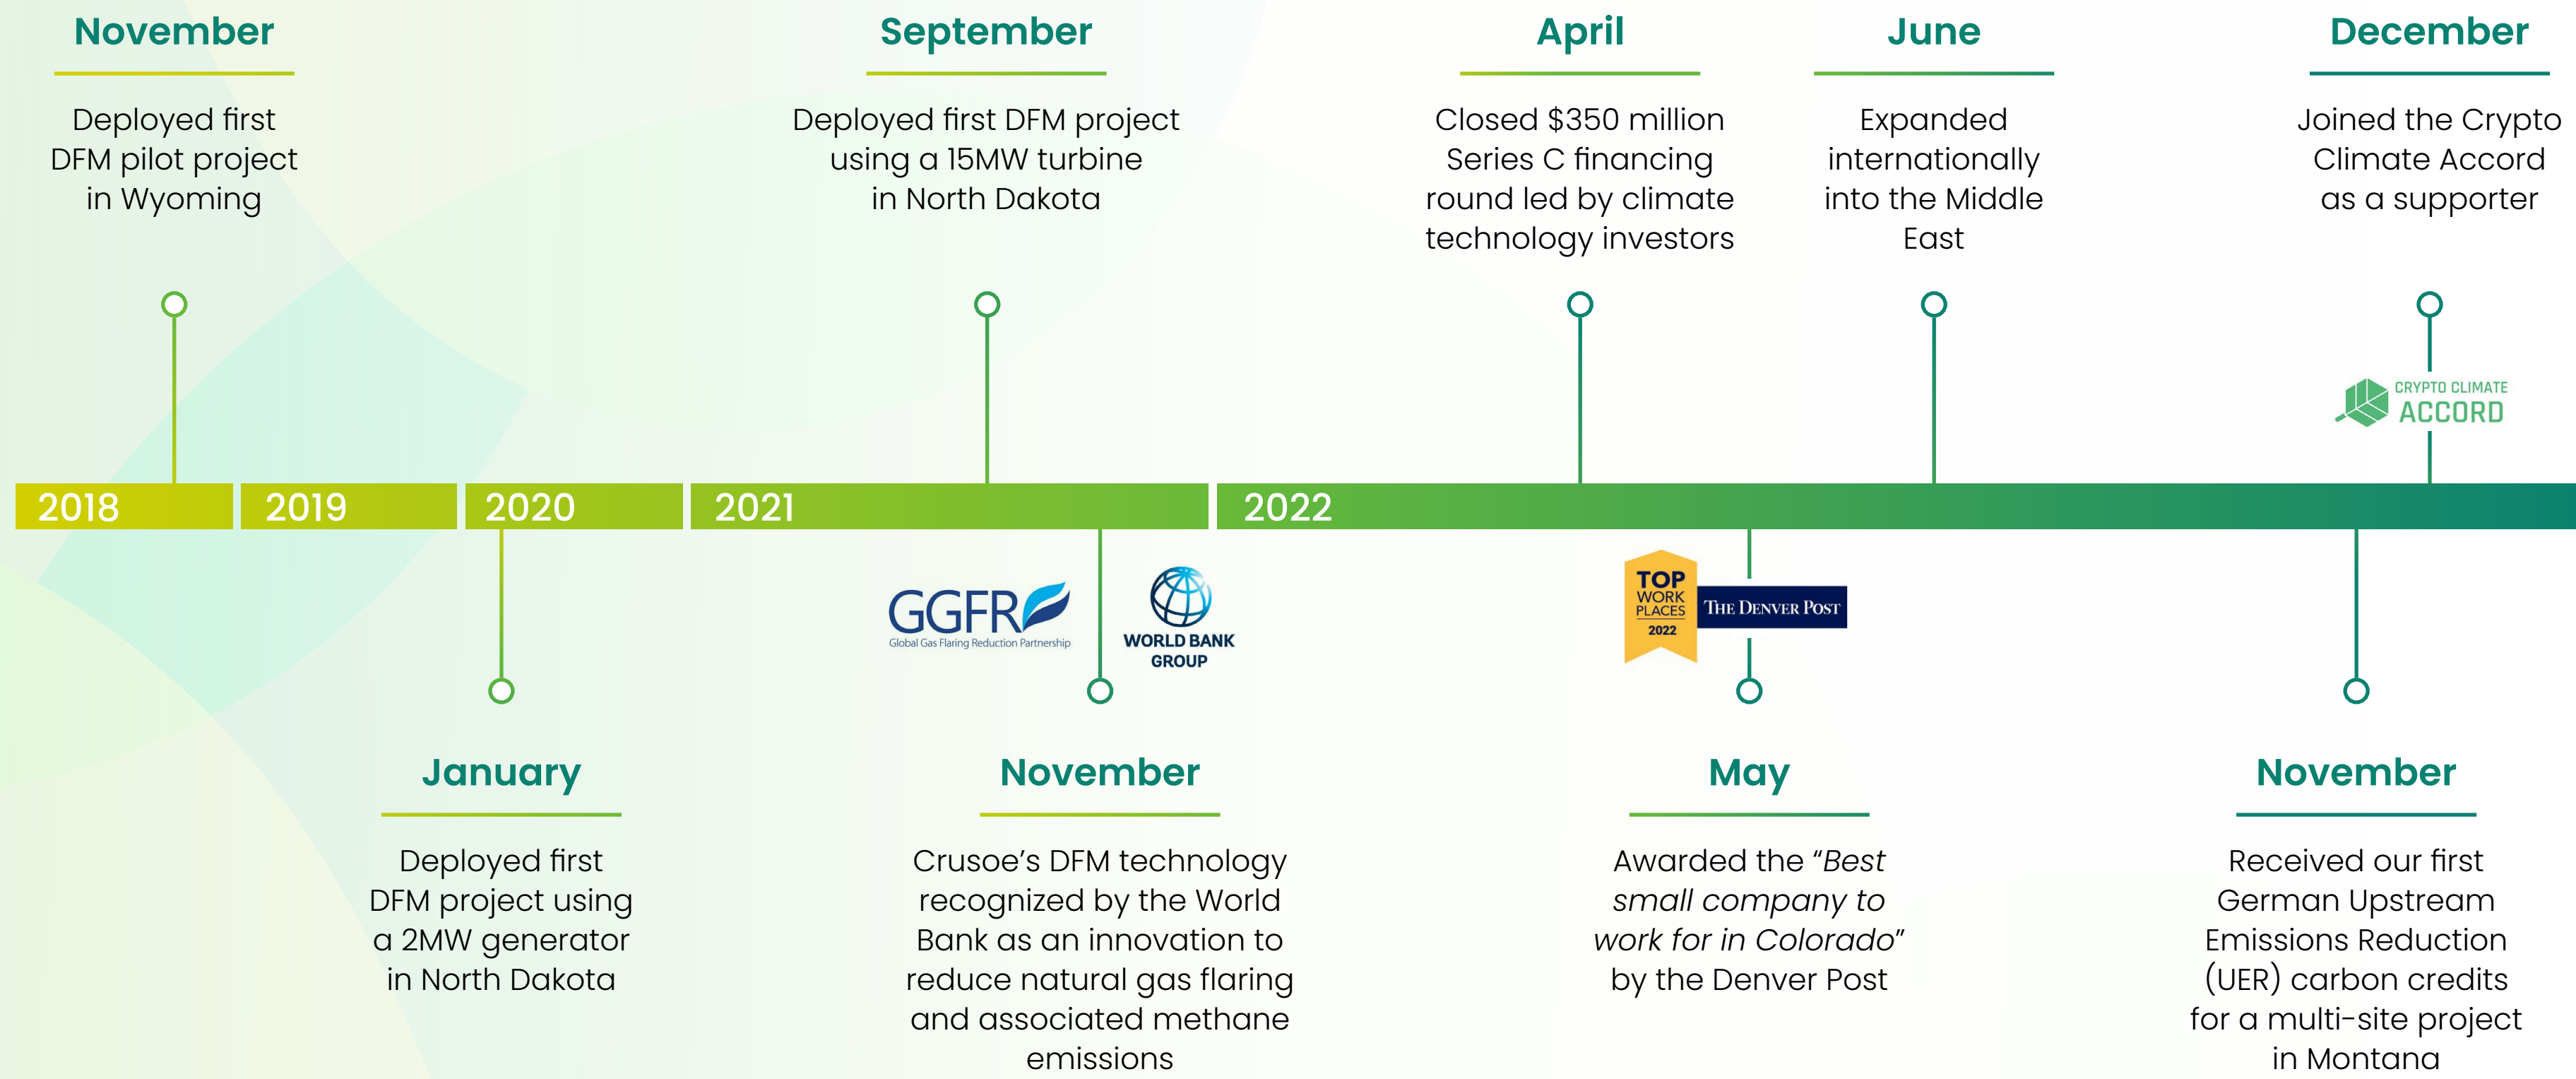 November
Deployed first
DFM pilot project
in Wyoming
September
Deployed first DFM project
using a 15MW turbine
in North Dakota
April
Closed $350 million
Series C financing
round led by climate
technology investors
June
Expanded
internationally
into the Middle
East
December
Joined the Crypto
Climate Accord
as a supporter
CRYPTO CLIMATE
ACCORD
2018
2019
2020
2021
2022
GGFR
Global Gas Flaring Reduction Partnership
WORLD BANK
GROUP
TOP
WORK
PLACES
2022
THE DENVER POST
January
Deployed first
DFM project using
a 2MW generator
in North Dakota
November
Crusoe’s DFM technology
recognized by the World
Bank as an innovation to
reduce natural gas flaring
and associated methane
emissions
May
Awarded the “Best
small company to
work for in Colorado”
by the Denver Post
November
Received our first
German Upstream
Emissions Reduction
(UER) carbon credits
for a multi-site project
in Montana